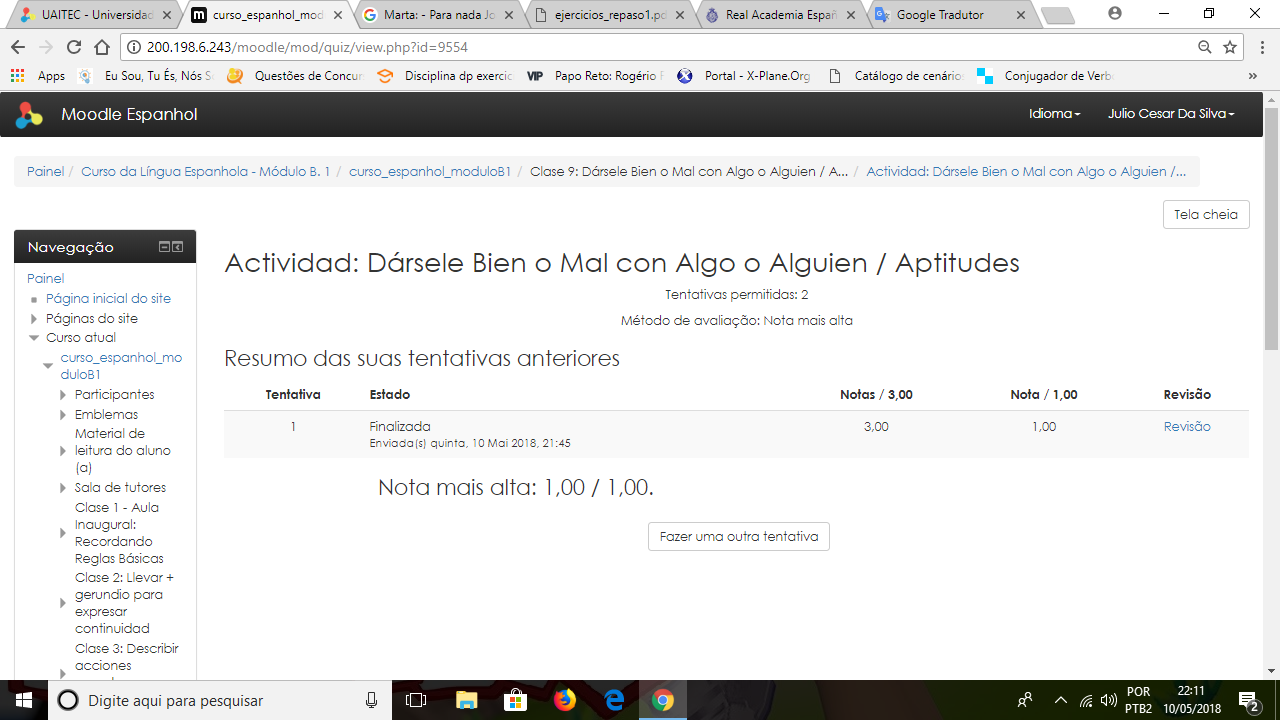 UAITEC - Universidad
curso_espanhol_mod
Marta: - Para nada Jo
ejercicios_repaso1.pd
Real Academia Españ
Google Tradutor
200.198.6.243/moodle/mod/quiz/view.php?id=9554
Apps
Eu Sou, Tu És, Nós S
Questões de Concur
Disciplina dp exercic
VIP Papo Reto: Rogério F
Portal - X-Plane.Org
Catálogo de cenário
Conjugador de Verb
»
Moodle Espanhol
Idioma
Julio Cesar Da Silva
Painel / Curso da Língua Espanhola - Módulo B. 1 / curso_espanhol_moduloB1 / Clase 9: Dársele Bien o Mal con Algo o Alguien / A... / Actividad: Dársele Bien o Mal con Algo o Alguien /...
Tela cheia
Navegação
Painel
Página inicial do site
Páginas do site
Curso atual
curso_espanhol_mo
duloB1
Participantes
Emblemas
Material de
leitura do aluno
(a)
Sala de tutores
Clase 1 - Aula
Inaugural:
Recordando
Reglas Básicas
Clase 2: Llevar +
gerundio para
expresar
continuidad
Clase 3: Describir
acciones
Actividad: Dársele Bien o Mal con Algo o Alguien / Aptitudes
Tentativas permitidas: 2
Método de avaliação: Nota mais alta
Resumo das suas tentativas anteriores
Tentativa Estado Notas / 3,00 Nota / 1,00 Revisão
1 Finalizada 3,00 1,00 Revisão
Enviada(s) quinta, 10 Mai 2018, 21:45
Nota mais alta: 1,00 / 1,00.
Fazer uma outra tentativa
Digite aqui para pesquisar
POR
PTB2
22:11
10/05/2018
2